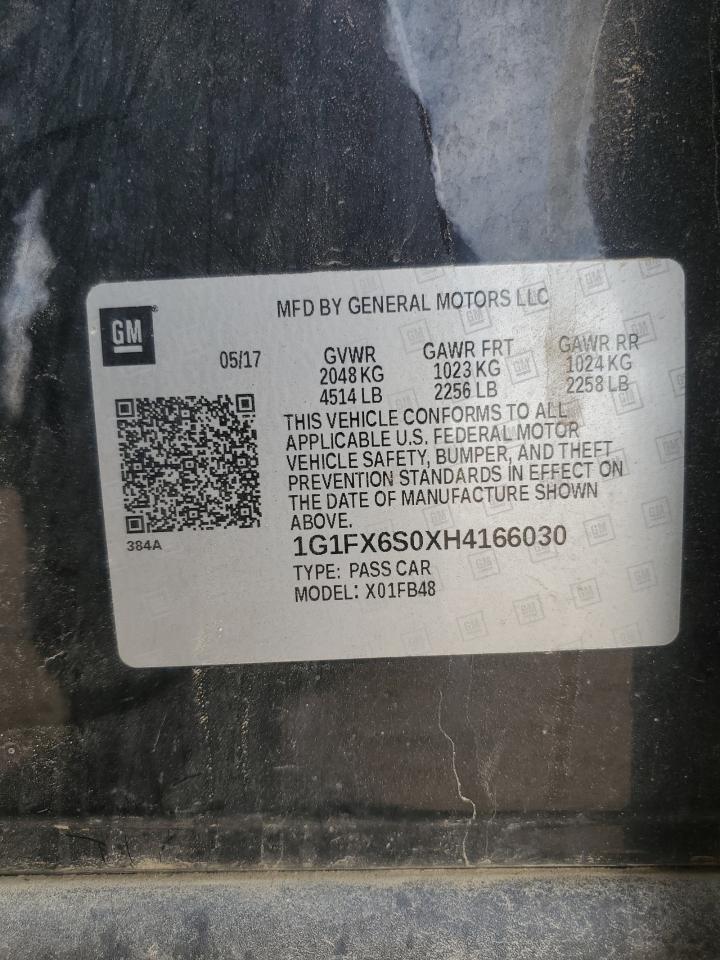 MFD BY GENERAL MOTORS LLC
GM
05/17
GVWR
2048 KG
4514 LB
GAWR FRT
1023 KG
2256 LB
GAWR RR
1024 KG
2258 LB
THIS VEHICLE CONFORMS TO ALL
APPLICABLE U.S. FEDERAL MOTOR
VEHICLE SAFETY, BUMPER, AND THEFT
PREVENTION STANDARDS IN EFFECT ON
THE DATE OF MANUFACTURE SHOWN
ABOVE.
384A
1G1FX6S0XH4166030
TYPE: PASS CAR
MODEL: X01FB48